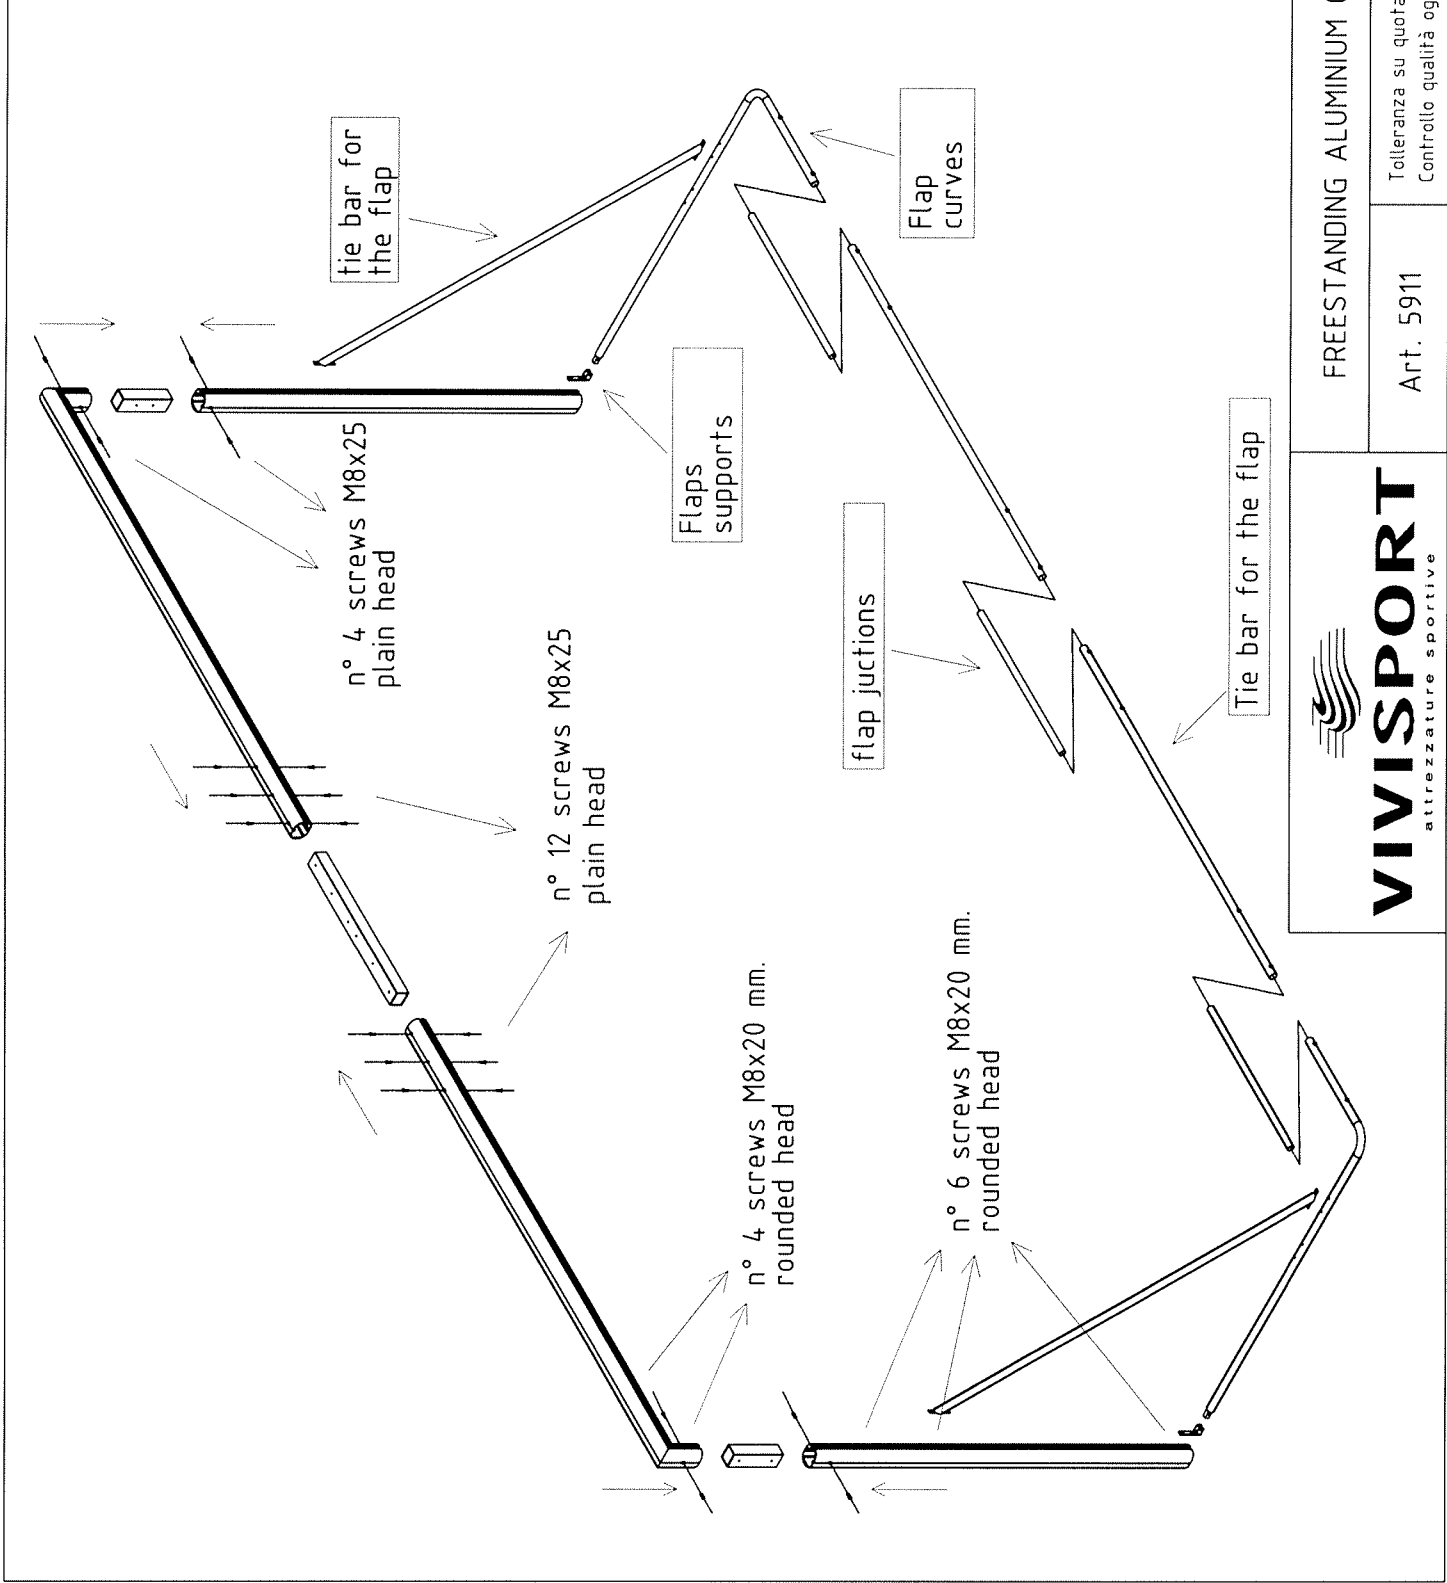 tie bar for
the flap
Flap
curves
n° 4 screws M8x25
plain head
Flaps
supports
n° 12 screws M8x25
plain head
flap juctions
Tie bar for the flap
n° 4 screws M8x20 mm.
rounded head
n° 6 screws M8x20 mm.
rounded head
VIVISPORT
attrezzature sportive
FREESTANDING ALUMINIUM
Art. 5911
Tolleranza su quota
Controllo qualità og